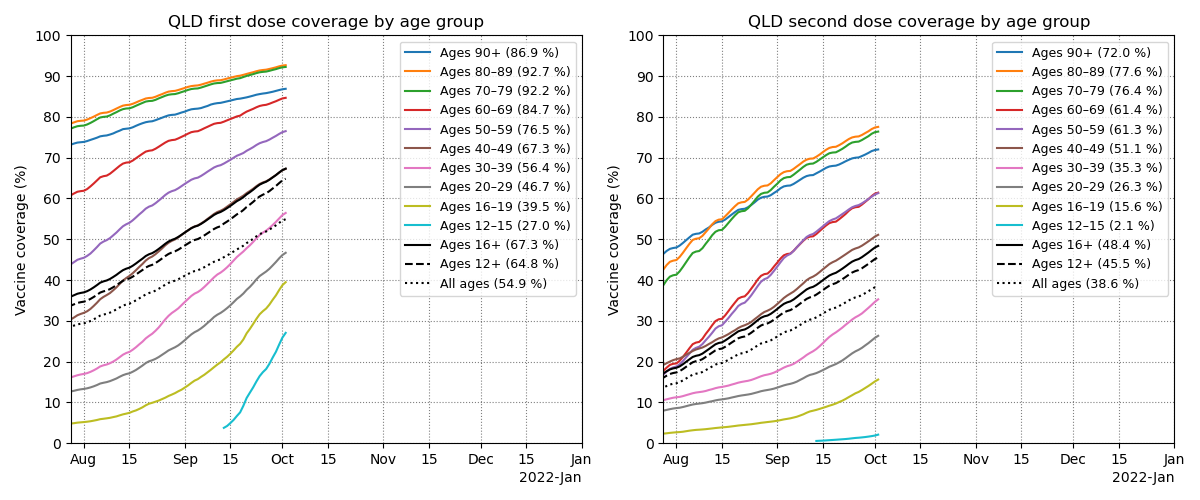 QLD first dose coverage by age group
Vaccine coverage (%)
100
90
80
70
60
50
40
30
20
10
0
Ages 90+ (86.9 %)
Ages 80–89 (92.7 %)
Ages 70–79 (92.2 %)
Ages 60–69 (84.7 %)
Ages 50–59 (76.5 %)
Ages 40–49 (67.3 %)
Ages 30–39 (56.4 %)
Ages 20–29 (46.7 %)
Ages 16–19 (39.5 %)
Ages 12–15 (27.0 %)
Ages 16+ (67.3 %)
Ages 12+ (64.8 %)
All ages (54.9 %)
Aug 15 Sep 15 Oct 15 Nov 15 Dec 15 Jan
2022-Jan
QLD second dose coverage by age group
Vaccine coverage (%)
100
90
80
70
60
50
40
30
20
10
0
Ages 90+ (72.0 %)
Ages 80–89 (77.6 %)
Ages 70–79 (76.4 %)
Ages 60–69 (61.4 %)
Ages 50–59 (61.3 %)
Ages 40–49 (51.1 %)
Ages 30–39 (35.3 %)
Ages 20–29 (26.3 %)
Ages 16–19 (15.6 %)
Ages 12–15 (2.1 %)
Ages 16+ (48.4 %)
Ages 12+ (45.5 %)
All ages (38.6 %)
Aug 15 Sep 15 Oct 15 Nov 15 Dec 15 Jan
2022-Jan